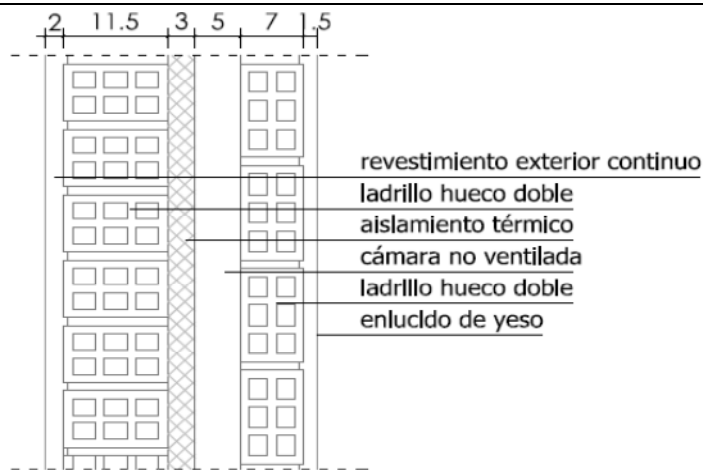 2 11.5 3 5 7 1.5
revestimiento exterior continuo
ladrillo hueco doble
aislamiento térmico
cámara no ventilada
ladrillo hueco doble
enlucido de yeso